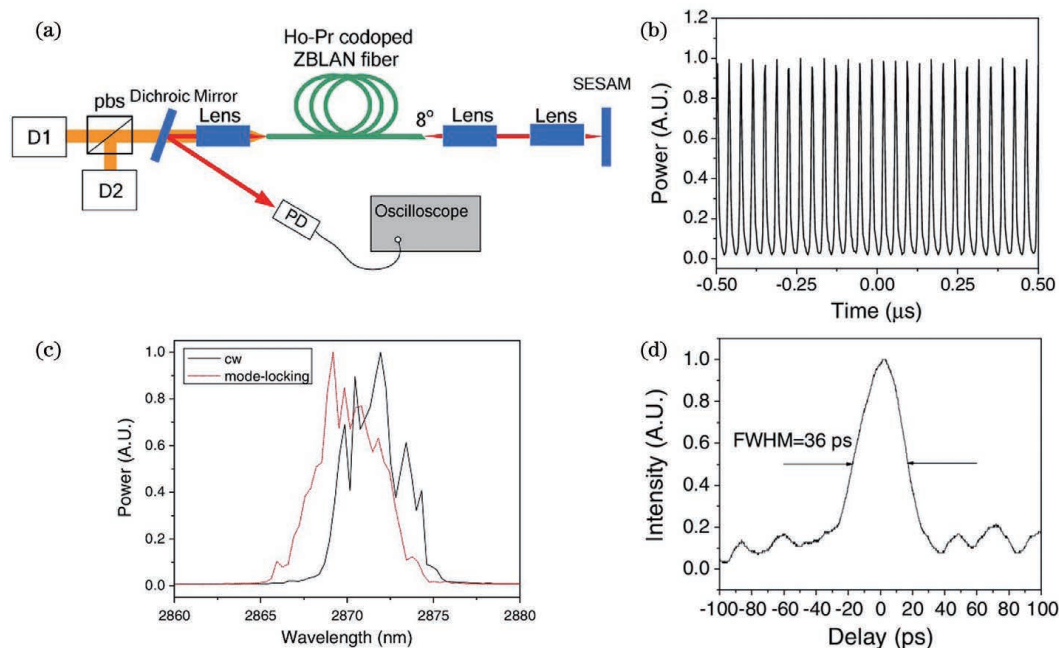 (a)
Ho-Pr codoped
ZBLAN fiber
SESAM
Dichroic Mirror
pbs
Lens
8°
Lens
Lens
D1
D2
PD
Oscilloscope
(b)
Power (A.U.)
1.0
0.8
0.6
0.4
0.2
0.0
-0.50 -0.25 0.00 0.25 0.50
Time (μs)
(c)
cw
mode-locking
Power (A.U.)
1.0
0.8
0.6
0.4
0.2
0.0
2860 2865 2870 2875 2880
Wavelength (nm)
(d)
FWHM=36 ps
Intensity (A.U.)
1.0
0.8
0.6
0.4
0.2
0.0
-100 -80 -60 -40 -20 0 20 40 60 80 100
Delay (ps)